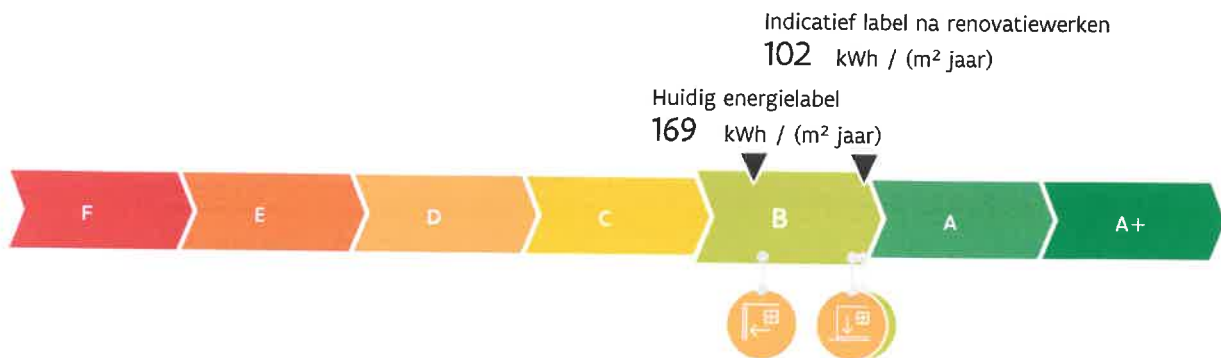 Indicatief label na renovatiewerken
102 kWh / (m² jaar)
Huidig energielabel
169 kWh / (m² jaar)
F E D C B A A+